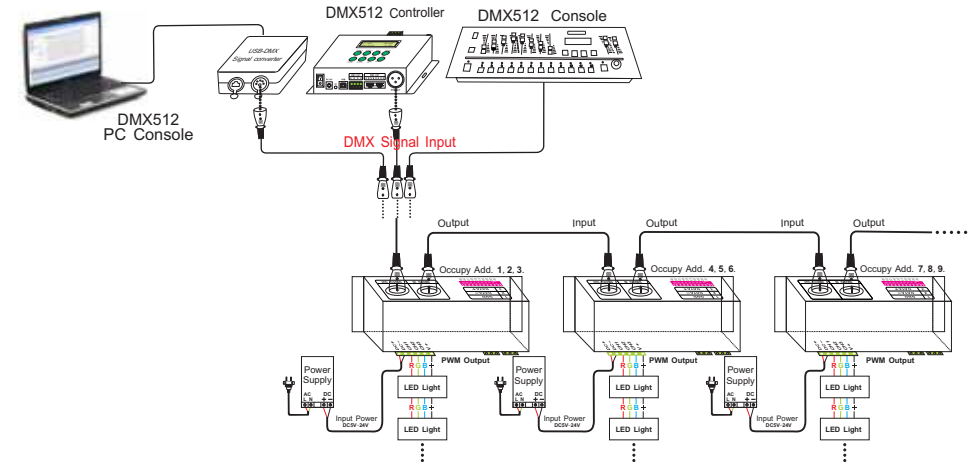 DMX512 Controller
DMX512 Console
USB-DMX
Signal converter
DMX512
PC Console
DMX Signal Input
Output
Input
Output
Input
Output
Occupy Add. 1, 2, 3.
Occupy Add. 4, 5, 6.
Occupy Add. 7, 8, 9.
PWM Output
PWM Output
PWM Output
Power
Supply
AC
DC
L N
+ −
R G B +
LED Light
R G B +
LED Light
Input Power
DC5V-24V
Power
Supply
AC
DC
L N
+ −
R G B +
LED Light
R G B +
LED Light
Input Power
DC5V-24V
Power
Supply
AC
DC
L N
+ −
R G B +
LED Light
R G B +
LED Light
Input Power
DC5V-24V